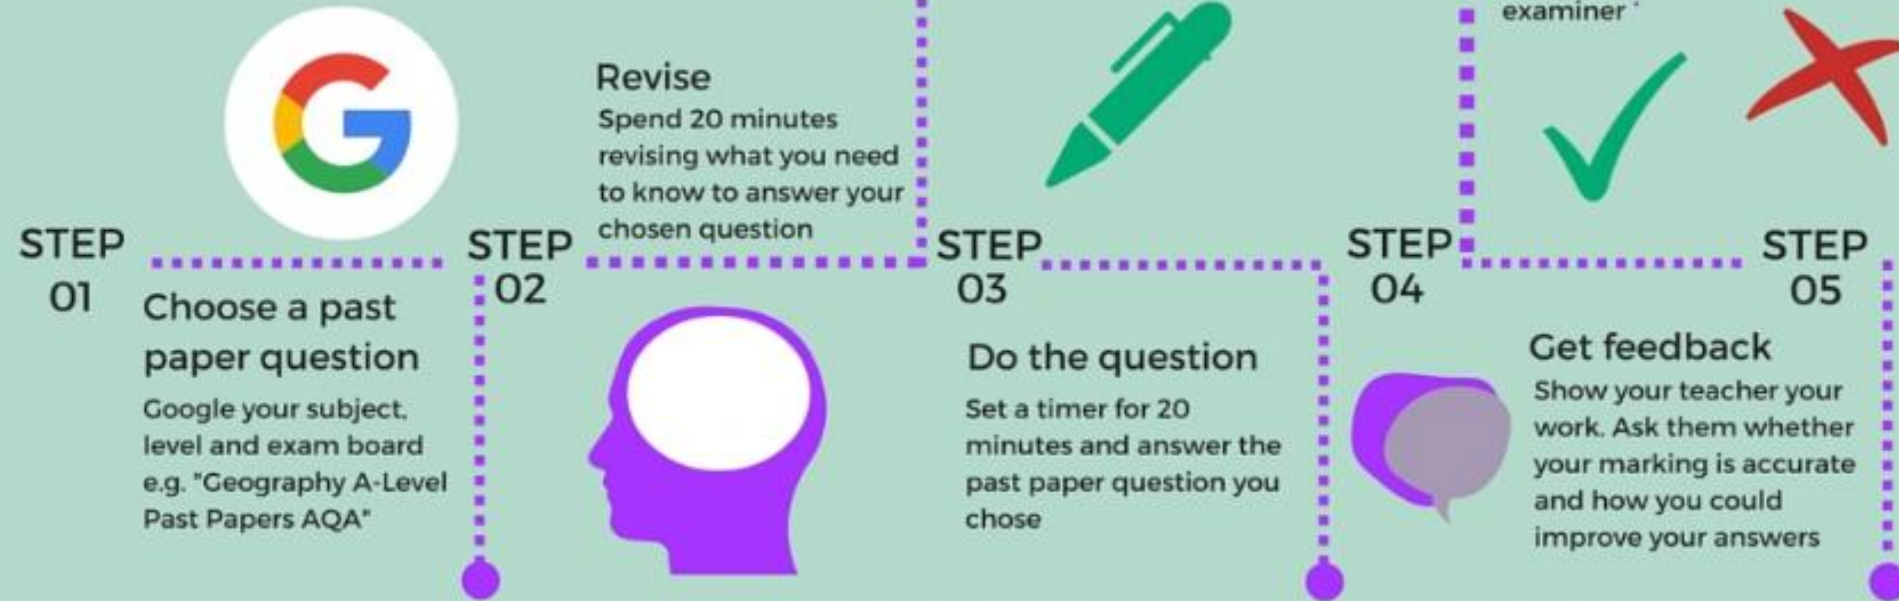 STEP
01
Choose a past
paper question
Google your subject,
level and exam board
e.g. "Geography A-Level
Past Papers AQA"
STEP
02
Revise
Spend 20 minutes
revising what you need
to know to answer your
chosen question
STEP
03
Do the question
Set a timer for 20
minutes and answer the
past paper question you
chose
STEP
04
examiner
STEP
05
Get feedback
Show your teacher your
work. Ask them whether
your marking is accurate
and how you could
improve your answers